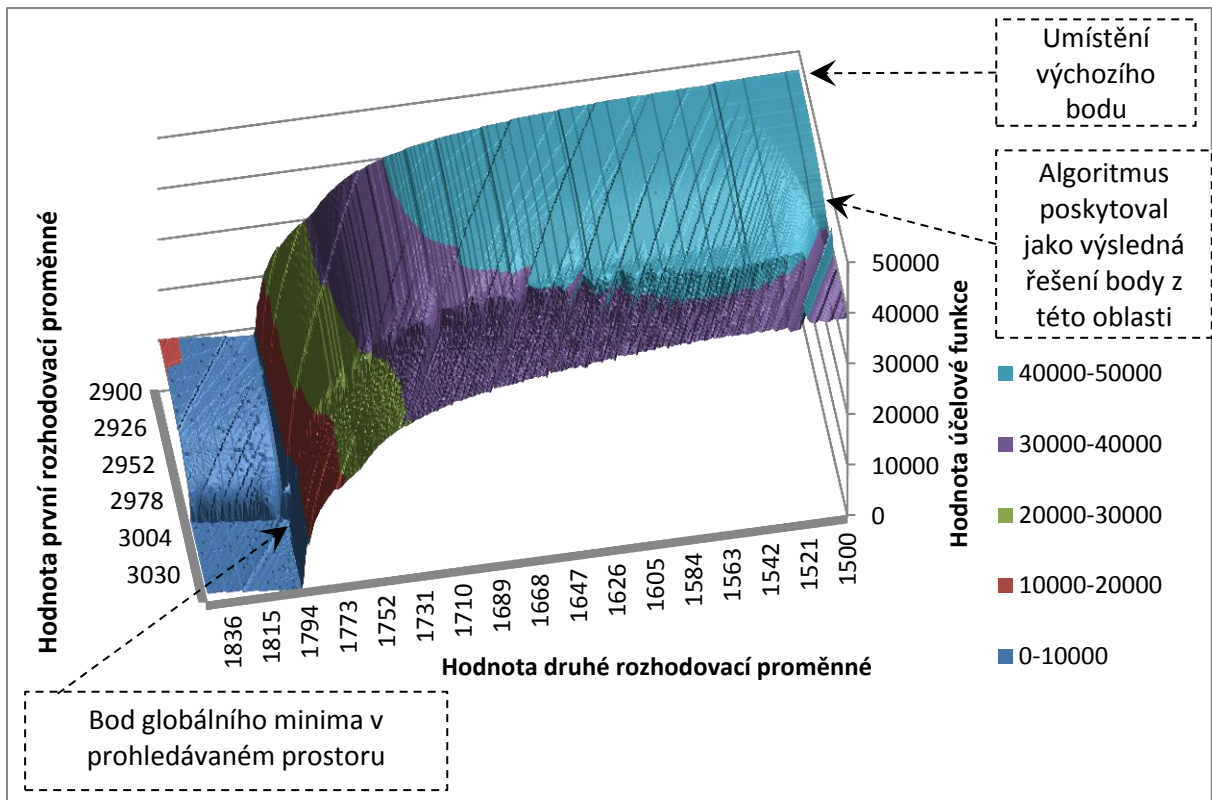 Umístění
výchozího
bodu
Algoritmus
poskytoval
jako výsledná
řešení body z
této oblasti
Hodnota první rozhodovací proměnné
2900
2926
2952
2978
3004
3030
1836
1815
1794
1773
1752
1731
1710
1689
1668
1647
1626
1605
1584
1563
1542
1521
1500
Hodnota druhé rozhodovací proměnné
50000
40000
30000
20000
10000
0
Hodnota účelové funkce
40000-50000
30000-40000
20000-30000
10000-20000
0-10000
Bod globálního minima v
prohledávaném prostoru